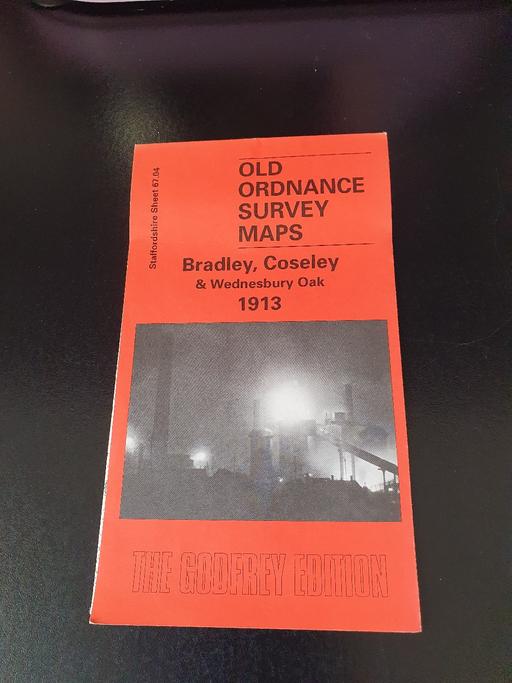 Staffordshire Sheet 67.04
OLD
ORDNANCE
SURVEY
MAPS
Bradley, Coseley
& Wednesbury Oak
1913
THE GODFREY EDITION